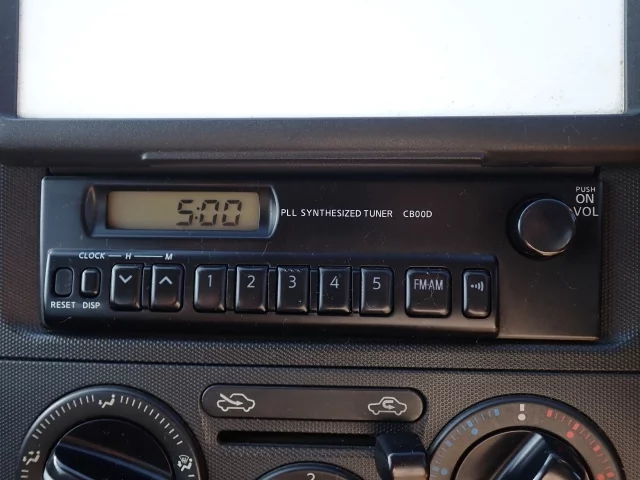 PUSH
ON
VOL
5:00
PLL SYNTHESIZED TUNER CB00D
CLOCK H M
RESET DISP 1 2 3 4 5 FM·AM
2